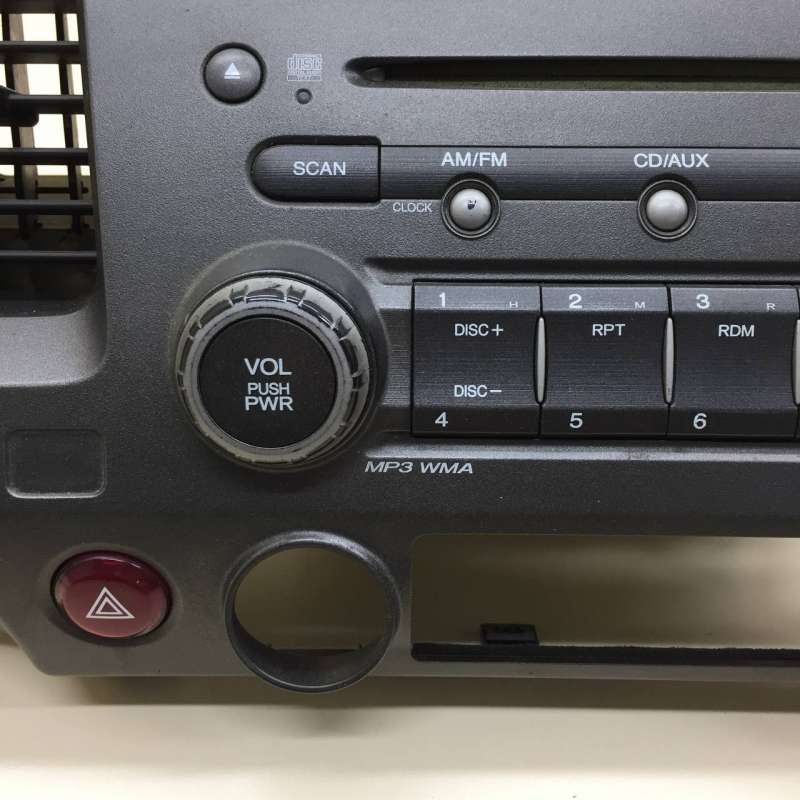 disc
SCAN
AM/FM
CD/AUX
CLOCK
1 H
2 M
3 R
DISC+
RPT
RDM
DISC-
4
5
6
VOL
PUSH
PWR
MP3 WMA